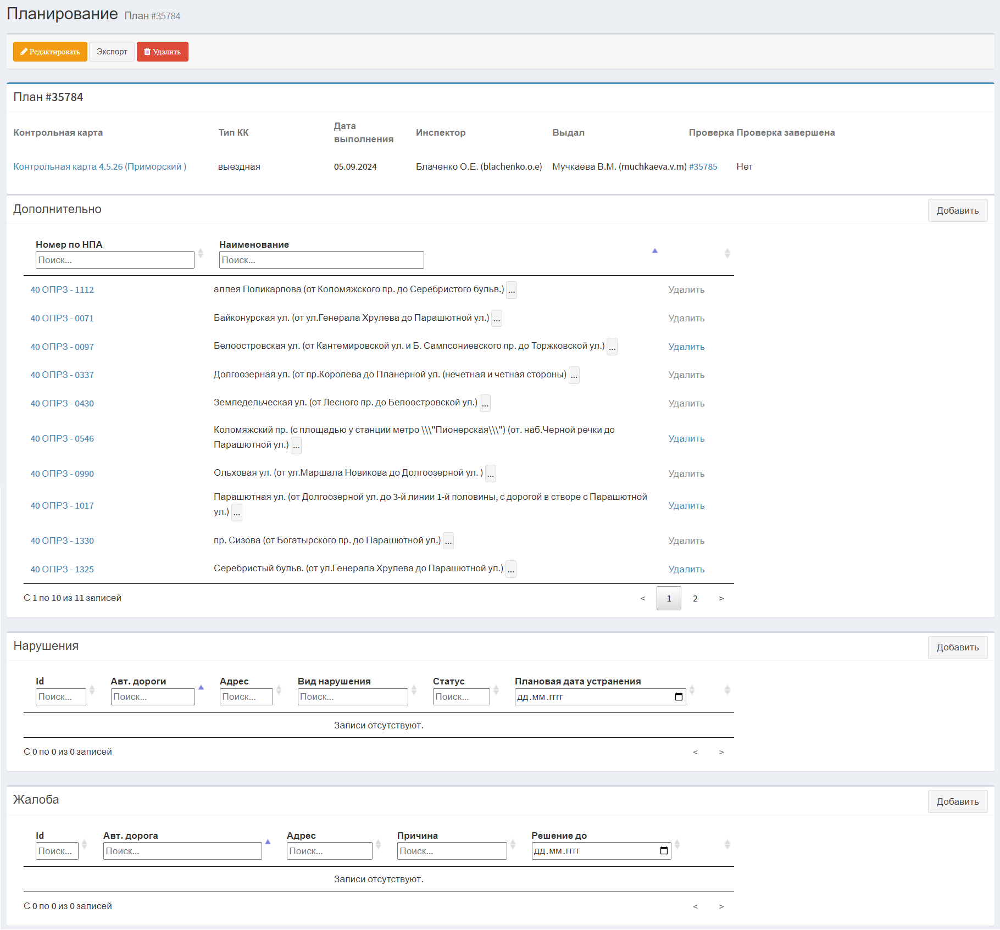 Планирование План #35784
Редактировать Экспорт Удалить
План #35784
Контрольная карта Тип КК Дата выполнения Инспектор Выдал Проверка Проверка завершена
Контрольная карта 4.5.26 (Приморский ) выездная 05.09.2024 Блаченко О.Е. (blachenko.o.e) Мучкаева В.М. (muchkaeva.v.m) #35785 Нет
Дополнительно Добавить
Номер по НПА Наименование
Поиск... Поиск...
40 ОПРЗ - 1112 аллея Поликарпова (от Коломяжского пр. до Серебристого бульв.) ... Удалить
40 ОПРЗ - 0071 Байконурская ул. (от ул.Генерала Хрулева до Парашютной ул.) ... Удалить
40 ОПРЗ - 0097 Белоостровская ул. (от Кантемировской ул. и Б. Сампсониевского пр. до Торжковской ул.) ... Удалить
40 ОПРЗ - 0337 Долгоозерная ул. (от пр.Королева до Планерной ул. (нечетная и четная стороны) ... Удалить
40 ОПРЗ - 0430 Земледельческая ул. (от Лесного пр. до Белоостровской ул.) ... Удалить
40 ОПРЗ - 0546 Коломяжский пр. (с площадью у станции метро \\\"Пионерская\\\") (от. наб.Черной речки до Удалить
Парашютной ул.) ...
40 ОПРЗ - 0990 Ольховая ул. (от ул.Маршала Новикова до Долгоозерной ул. ) ... Удалить
40 ОПРЗ - 1017 Парашютная ул. (от Долгоозерной ул. до 3-й линии 1-й половины, с дорогой в створе с Парашютной Удалить
ул.) ...
40 ОПРЗ - 1330 пр. Сизова (от Богатырского пр. до Парашютной ул.) ... Удалить
40 ОПРЗ - 1325 Серебристый бульв. (от ул.Генерала Хрулева до Парашютной ул.) ... Удалить
С 1 по 10 из 11 записей < 1 2 >
Нарушения Добавить
Id Авт. дороги Адрес Вид нарушения Статус Плановая дата устранения
Поиск... Поиск... Поиск... Поиск... Поиск... дд.мм.гггг
Записи отсутствуют.
С 0 по 0 из 0 записей < >
Жалоба Добавить
Id Авт. дорога Адрес Причина Решение до
Поиск... Поиск... Поиск... Поиск... дд.мм.гггг
Записи отсутствуют.
С 0 по 0 из 0 записей < >